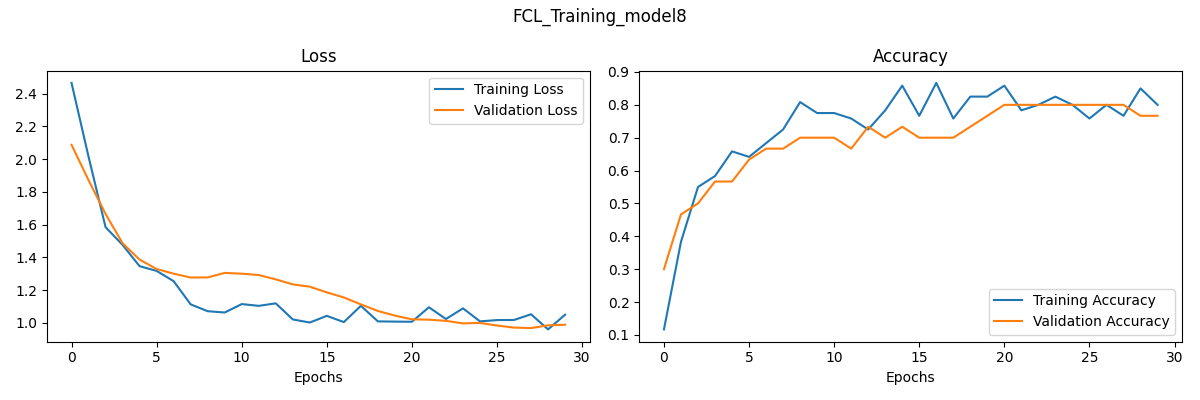 FCL_Training_model8
Loss
2.4
2.2
2.0
1.8
1.6
1.4
1.2
1.0
0 5 10 15 20 25 30
Epochs
Training Loss
Validation Loss
Accuracy
0.9
0.8
0.7
0.6
0.5
0.4
0.3
0.2
0.1
0 5 10 15 20 25 30
Epochs
Training Accuracy
Validation Accuracy